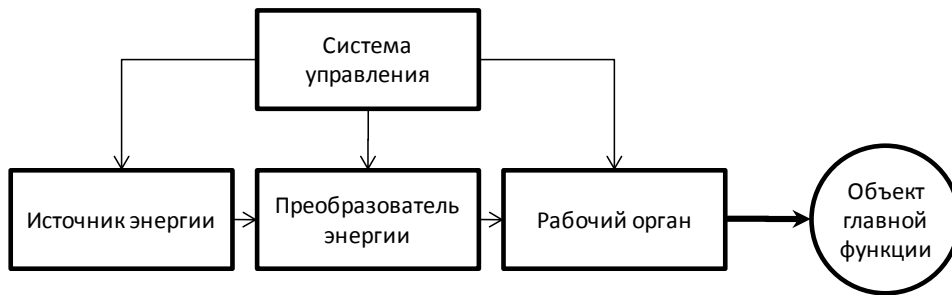 Система
управления
Источник энергии
Преобразователь
энергии
Рабочий орган
Объект
главной
функции